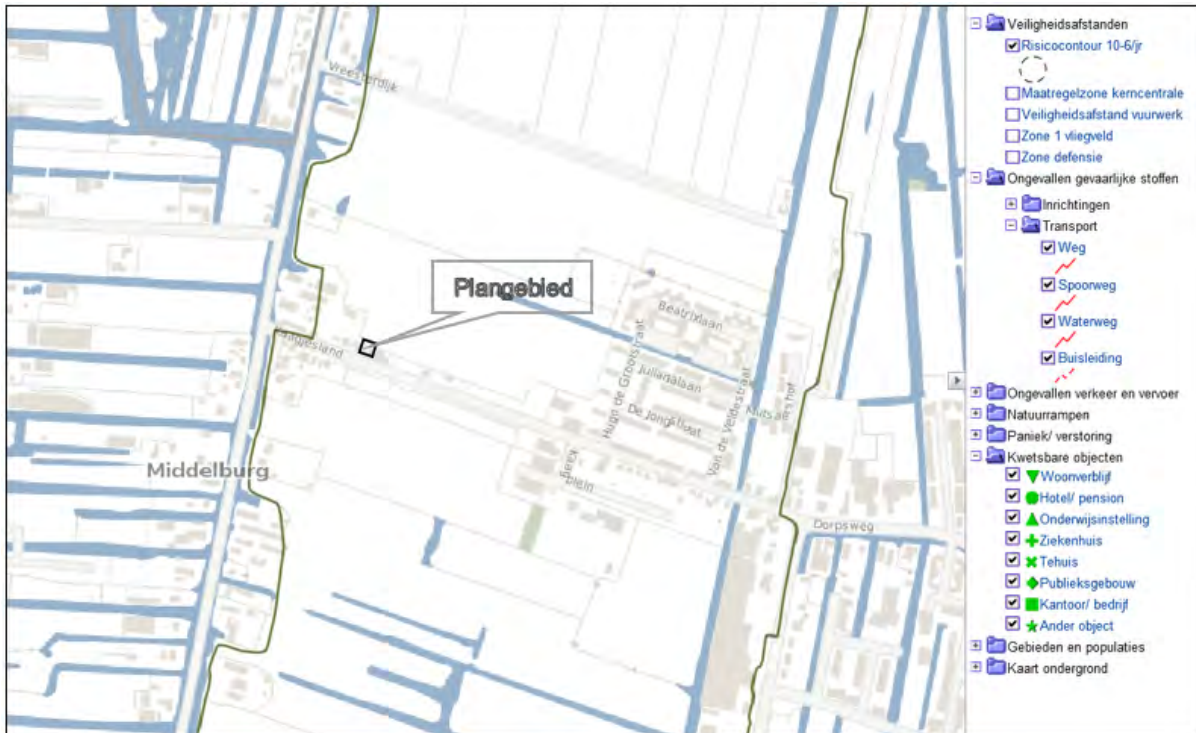 Vreesterdijk
Plangebied
Beatrixlaan
Hugo de Grootstraat
Julianalaan
De Jongstraat
Von de Veldestraat
Kaag
Middelburg
Dorpsweg
Veiligheidsafstanden
Risicocontour 10-6/jr
Maatregelzone kerncentrale
Veiligheidsafstand vuurwerk
Zone 1 vliegveld
Zone defensie
Ongevallen gevaarlijke stoffen
Inrichtingen
Transport
Weg
Spoorweg
Waterweg
Buisleiding
Ongevallen verkeer en vervoer
Natuurrampen
Paniek/ verstoring
Kwetsbare objecten
Woonverblijf
Hotel/ pension
Onderwijsinstelling
Ziekenhuis
Tehuis
Publieksgebouw
Kantoor/ bedrijf
Ander object
Gebieden en populaties
Kaart ondergrond